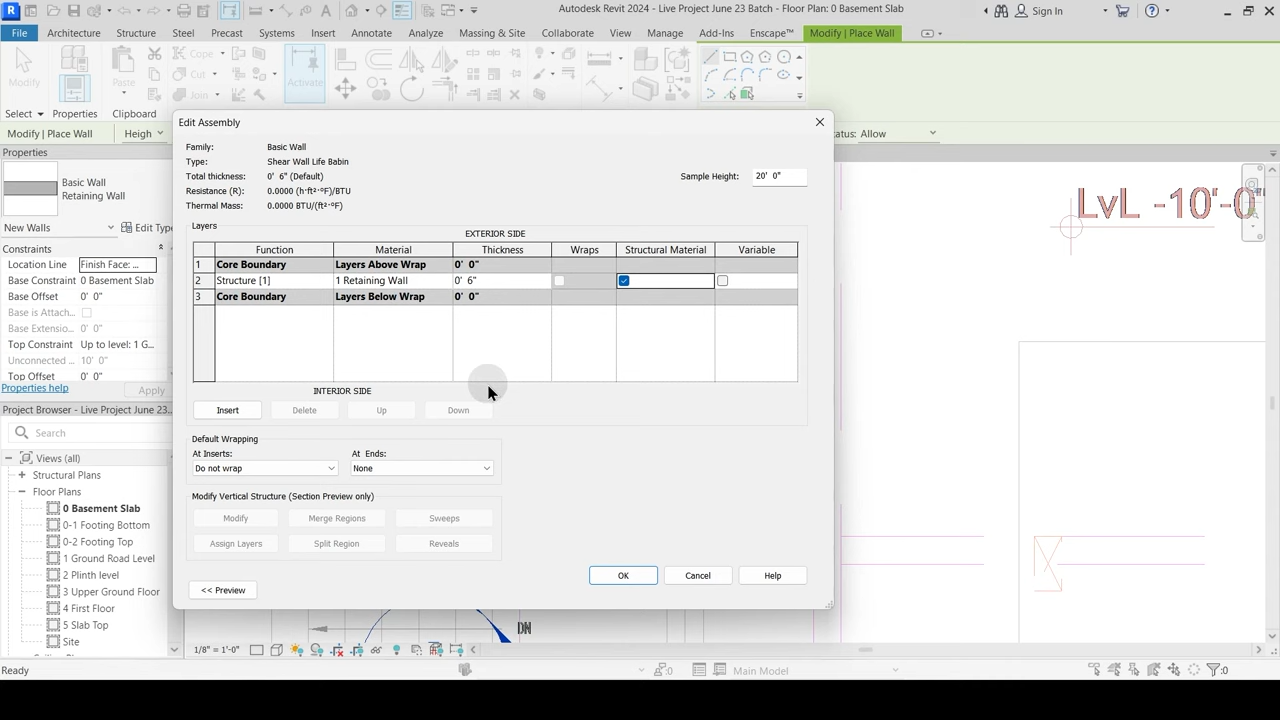 Autodesk Revit 2024 - Live Project June 23 Batch - Floor Plan: 0 Basement Slab
Sign In
File Architecture Structure Steel Precast Systems Insert Annotate Analyze Massing & Site Collaborate View Manage Add-Ins Enscape™ Modify | Place Wall
Modify Paste Cope Cut Join Activate
Select Properties Clipboard
Modify | Place Wall Heigh atus: Allow
Properties
Basic Wall
Retaining Wall
New Walls Edit Type
Constraints
Location Line Finish Face: ...
Base Constraint 0 Basement Slab
Base Offset 0' 0"
Base is Attach...
Base Extensio... 0' 0"
Top Constraint Up to level: 1 G...
Unconnected ... 10' 0"
Top Offset 0' 0"
Properties help Apply
Project Browser - Live Project June 23...
Search
Views (all)
Structural Plans
Floor Plans
0 Basement Slab
0-1 Footing Bottom
0-2 Footing Top
1 Ground Road Level
2 Plinth level
3 Upper Ground Floor
4 First Floor
5 Slab Top
Site
Edit Assembly
Family: Basic Wall
Type: Shear Wall Life Babin
Total thickness: 0' 6" (Default)
Resistance (R): 0.0000 (h·ft²·°F)/BTU
Thermal Mass: 0.0000 BTU/(ft²·°F)
Sample Height: 20' 0"
Layers
EXTERIOR SIDE
Function Material Thickness Wraps Structural Material Variable
1 Core Boundary Layers Above Wrap 0' 0"
2 Structure [1] 1 Retaining Wall 0' 6"
3 Core Boundary Layers Below Wrap 0' 0"
INTERIOR SIDE
Insert Delete Up Down
Default Wrapping
At Inserts: At Ends:
Do not wrap None
Modify Vertical Structure (Section Preview only)
Modify Merge Regions Sweeps
Assign Layers Split Region Reveals
OK Cancel Help
<< Preview
LvL -10'-0
DN
1/8" = 1'-0"
Ready :0 Main Model :0